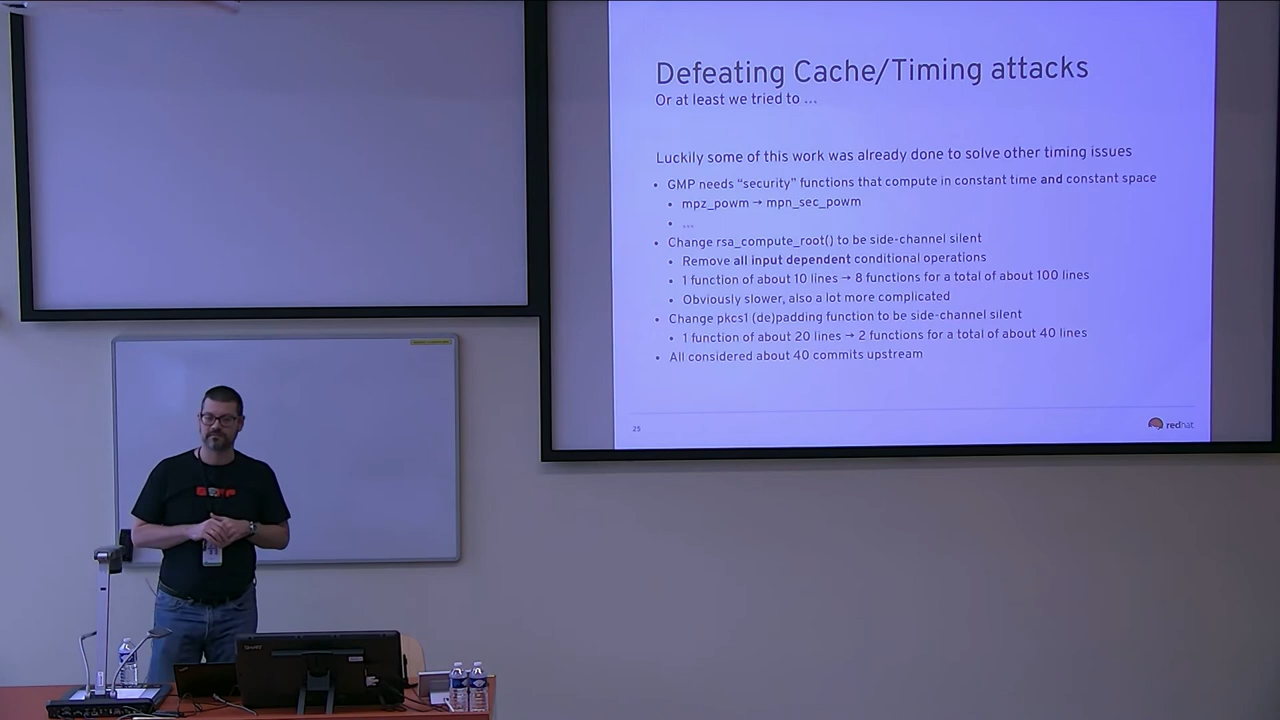 Defeating Cache/Timing attacks
Or at least we tried to ...
Luckily some of this work was already done to solve other timing issues
• GMP needs “security” functions that compute in constant time and constant space
• mpz_powm → mpn_sec_powm
• ...
• Change rsa_compute_root() to be side-channel silent
• Remove all input dependent conditional operations
• 1 function of about 10 lines → 8 functions for a total of about 100 lines
• Obviously slower, also a lot more complicated
• Change pkcs1 (de)padding function to be side-channel silent
• 1 function of about 20 lines → 2 functions for a total of about 40 lines
• All considered about 40 commits upstream
25
redhat